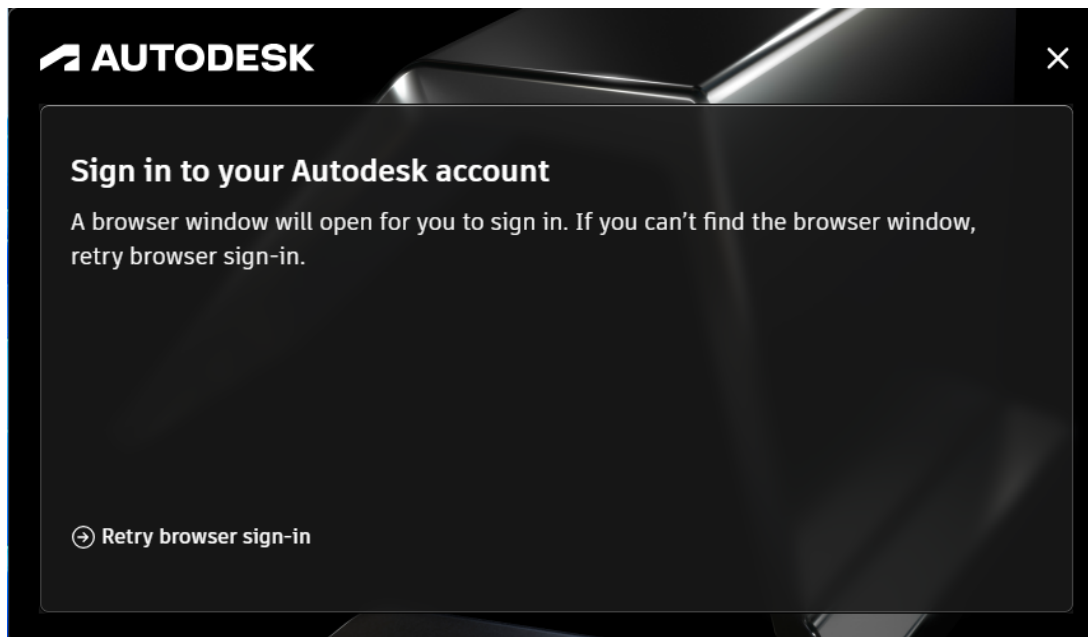 AUTODESK
Sign in to your Autodesk account
A browser window will open for you to sign in. If you can’t find the browser window,
retry browser sign-in.
Retry browser sign-in